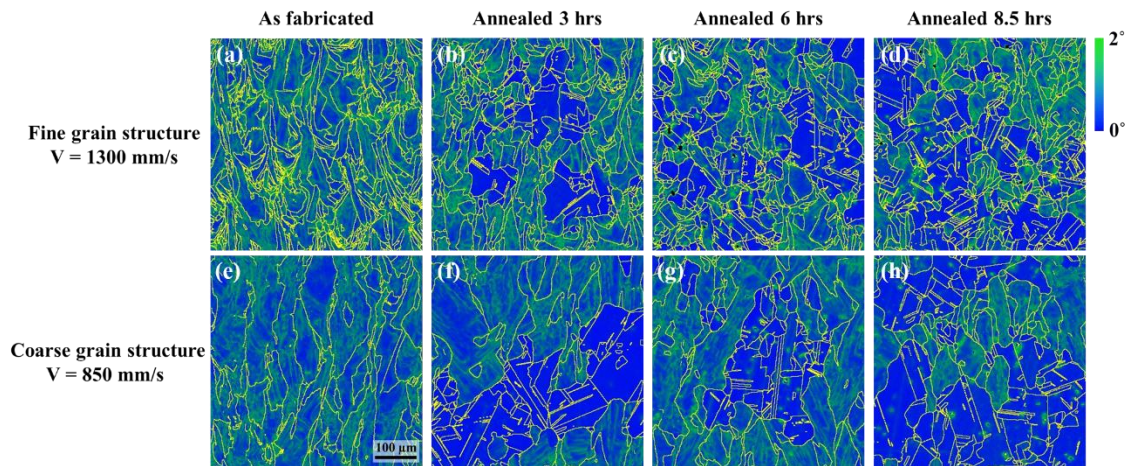 As fabricated
Annealed 3 hrs
Annealed 6 hrs
Annealed 8.5 hrs
Fine grain structure
V = 1300 mm/s
(a)
(b)
(c)
(d)
2°
0°
Coarse grain structure
V = 850 mm/s
(e)
(f)
(g)
(h)
100 µm